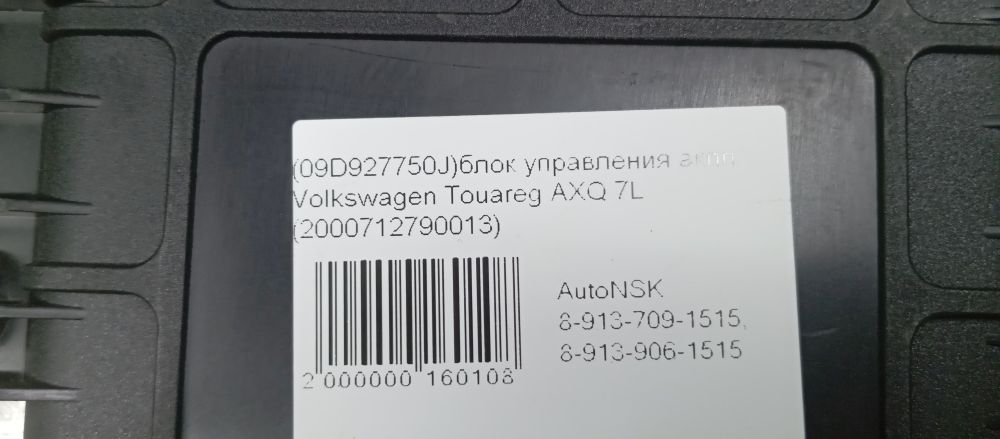 (09D927750J)блок управления акпп
Volkswagen Touareg AXQ 7L
(2000712790013)
AutoNSK
8-913-709-1515,
8-913-906-1515
2 000000 160108